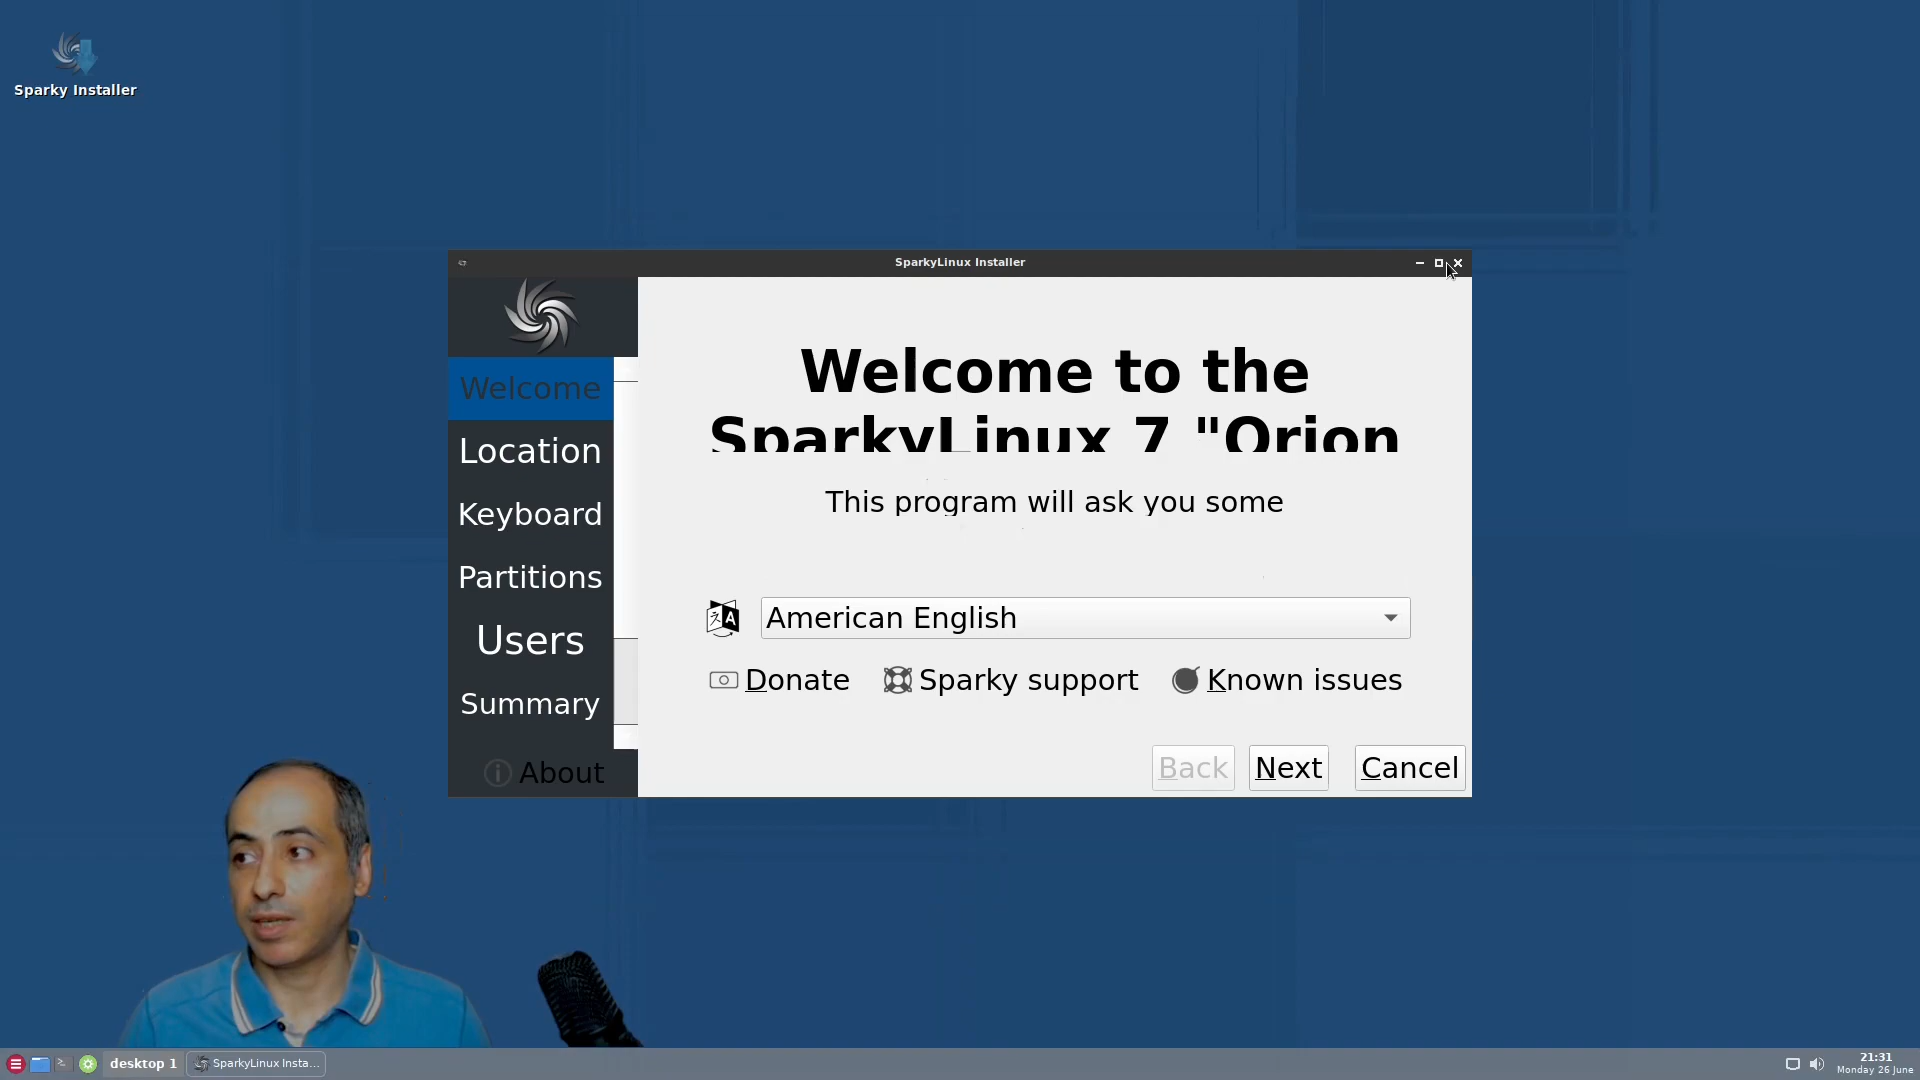 Sparky Installer
SparkyLinux Installer
Welcome
Location
Keyboard
Partitions
Users
Summary
About
Welcome to the
SparkyLinux 7 "Orion
This program will ask you some
American English
Donate
Sparky support
Known issues
Back
Next
Cancel
desktop 1
SparkyLinux Insta...
21:31
Monday 26 June